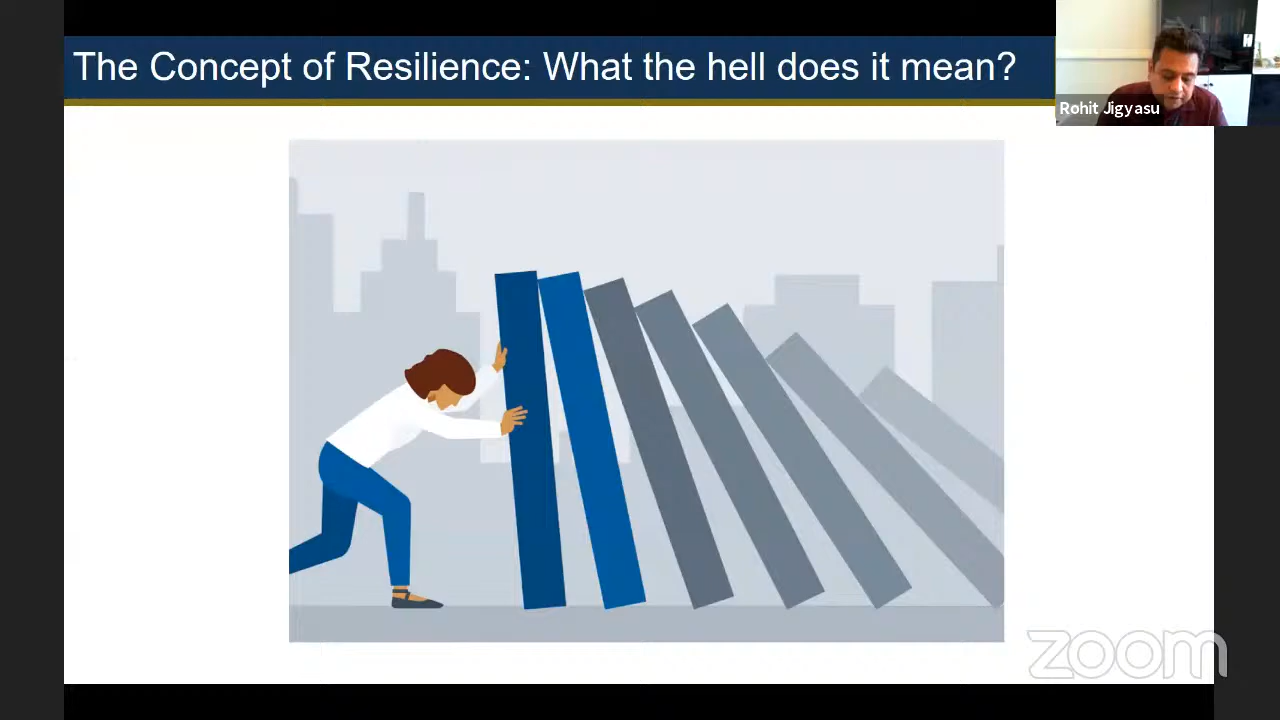 The Concept of Resilience: What the hell does it mean?
Rohit Jigyasu
zoom